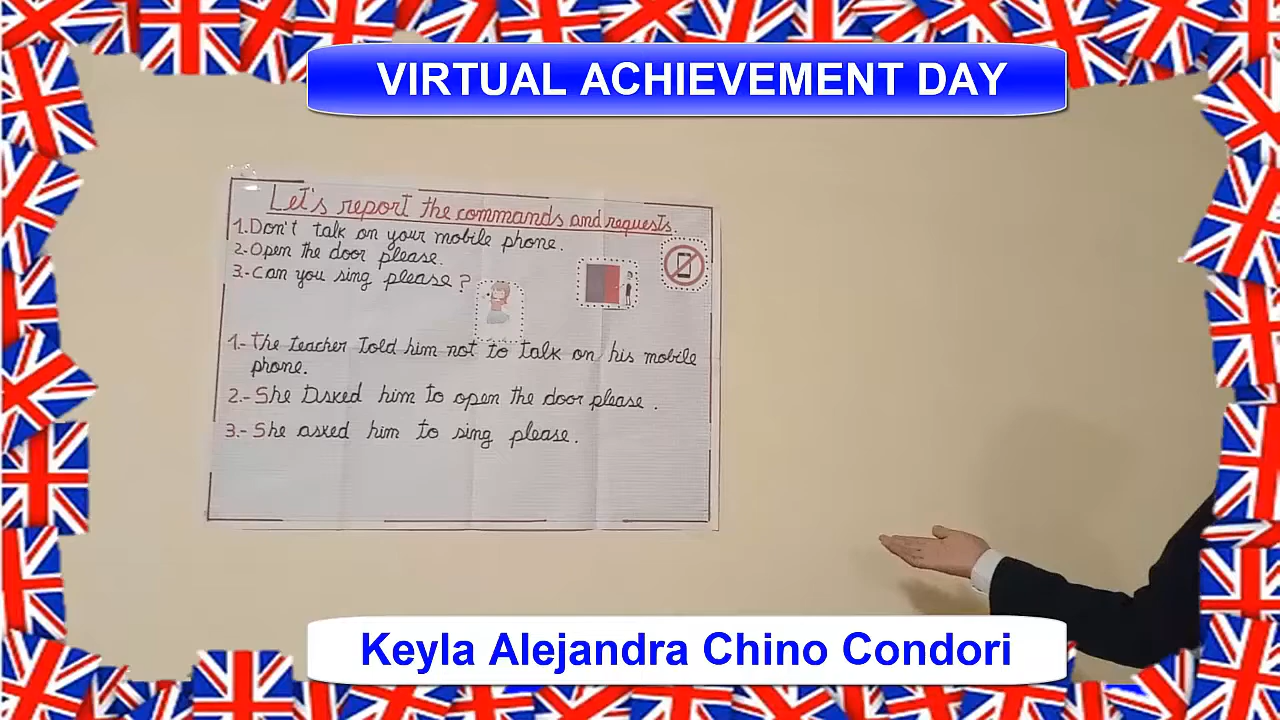 VIRTUAL ACHIEVEMENT DAY
Let's report the commands and requests.
1.Don't talk on your mobile phone.
2-Open the door please.
3.-Can you sing please?
1.- The teacher told him not to talk on his mobile
phone.
2.- She Dsked him to open the door please.
3.- She asked him to sing please.
Keyla Alejandra Chino Condori